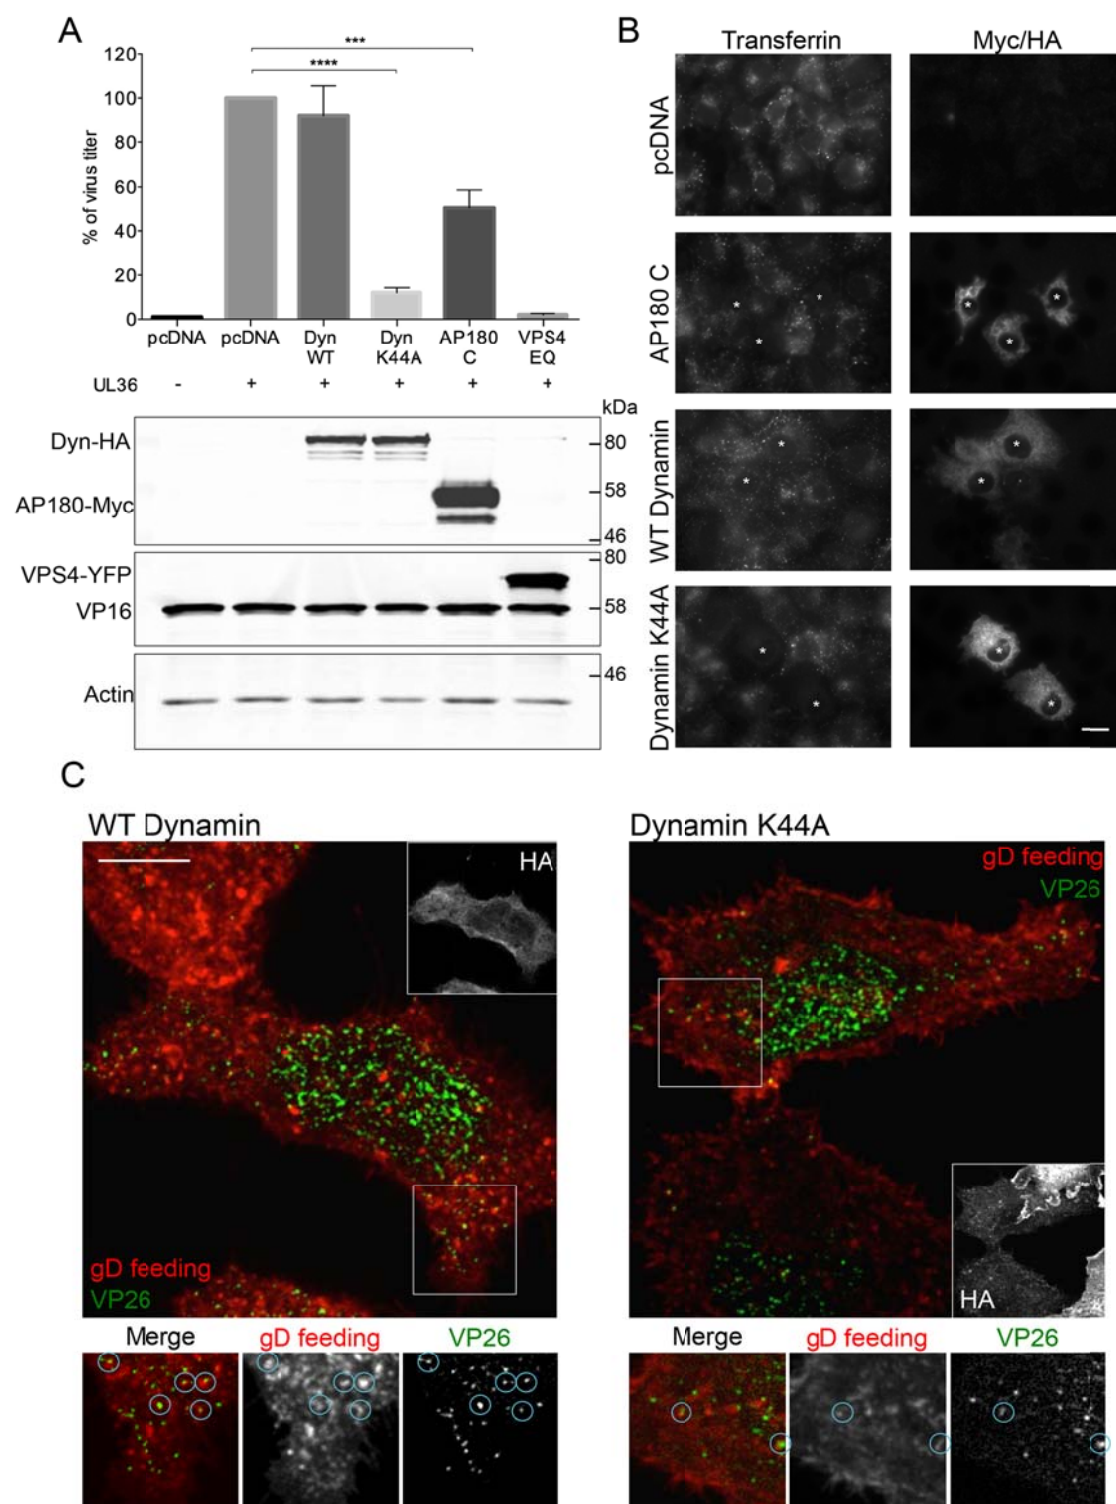 A
120
100
80
60
40
20
0
% of virus titer
***
****
pcDNA
pcDNA
Dyn WT
Dyn K44A
AP180 C
VPS4 EQ
UL36 - + + + + +
kDa
Dyn-HA
80
AP180-Myc
58
46
80
VPS4-YFP
VP16
58
46
Actin
B
Transferrin
Myc/HA
pcDNA
AP180 C
* * *
* * *
WT Dynamin
* *
* *
Dynamin K44A
* *
* *
C
WT Dynamin
HA
gD feeding
VP26
Merge
gD feeding
VP26
Dynamin K44A
gD feeding
VP26
HA
Merge
gD feeding
VP26